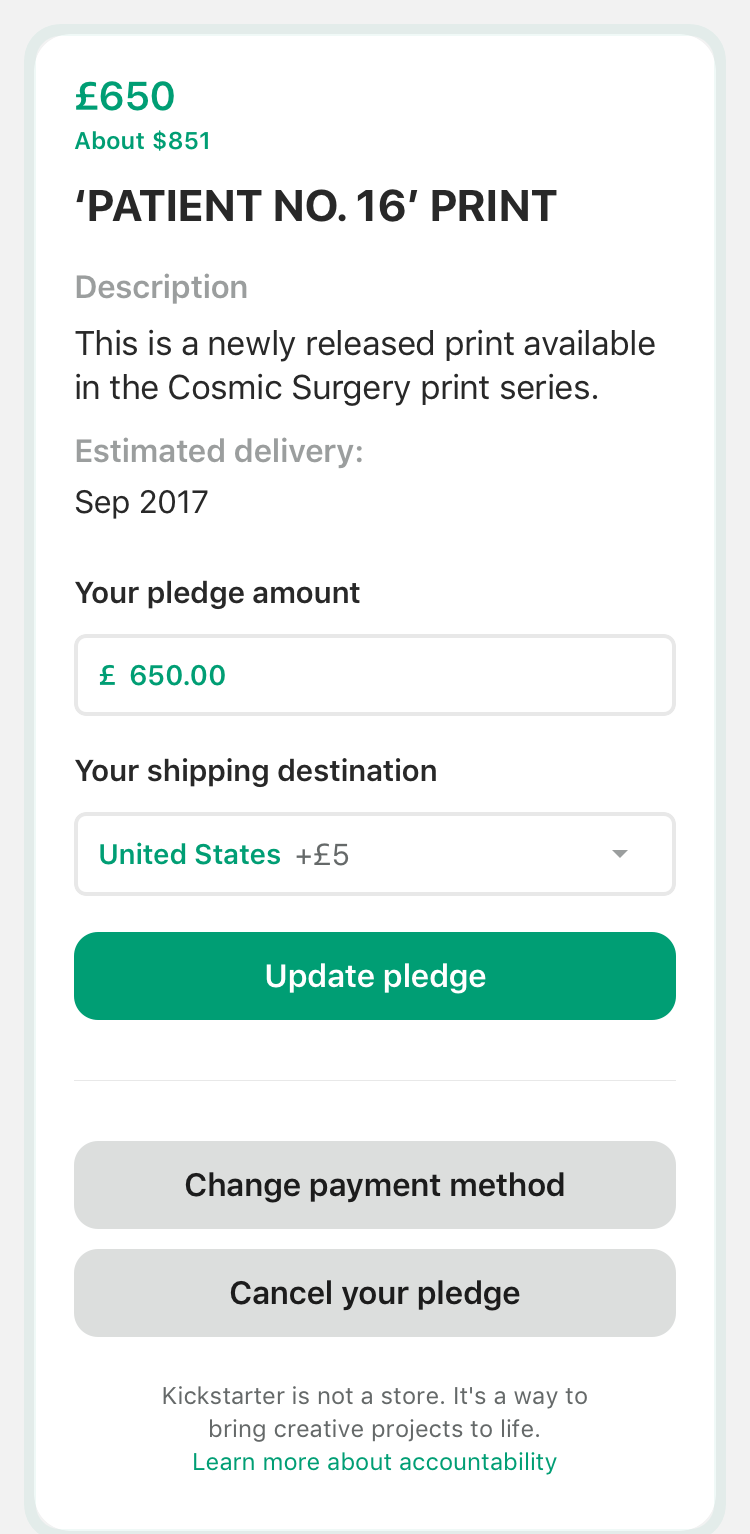 £650
About $851
‘PATIENT NO. 16’ PRINT
Description
This is a newly released print available
in the Cosmic Surgery print series.
Estimated delivery:
Sep 2017
Your pledge amount
£ 650.00
Your shipping destination
United States +£5
Update pledge
Change payment method
Cancel your pledge
Kickstarter is not a store. It's a way to
bring creative projects to life.
Learn more about accountability